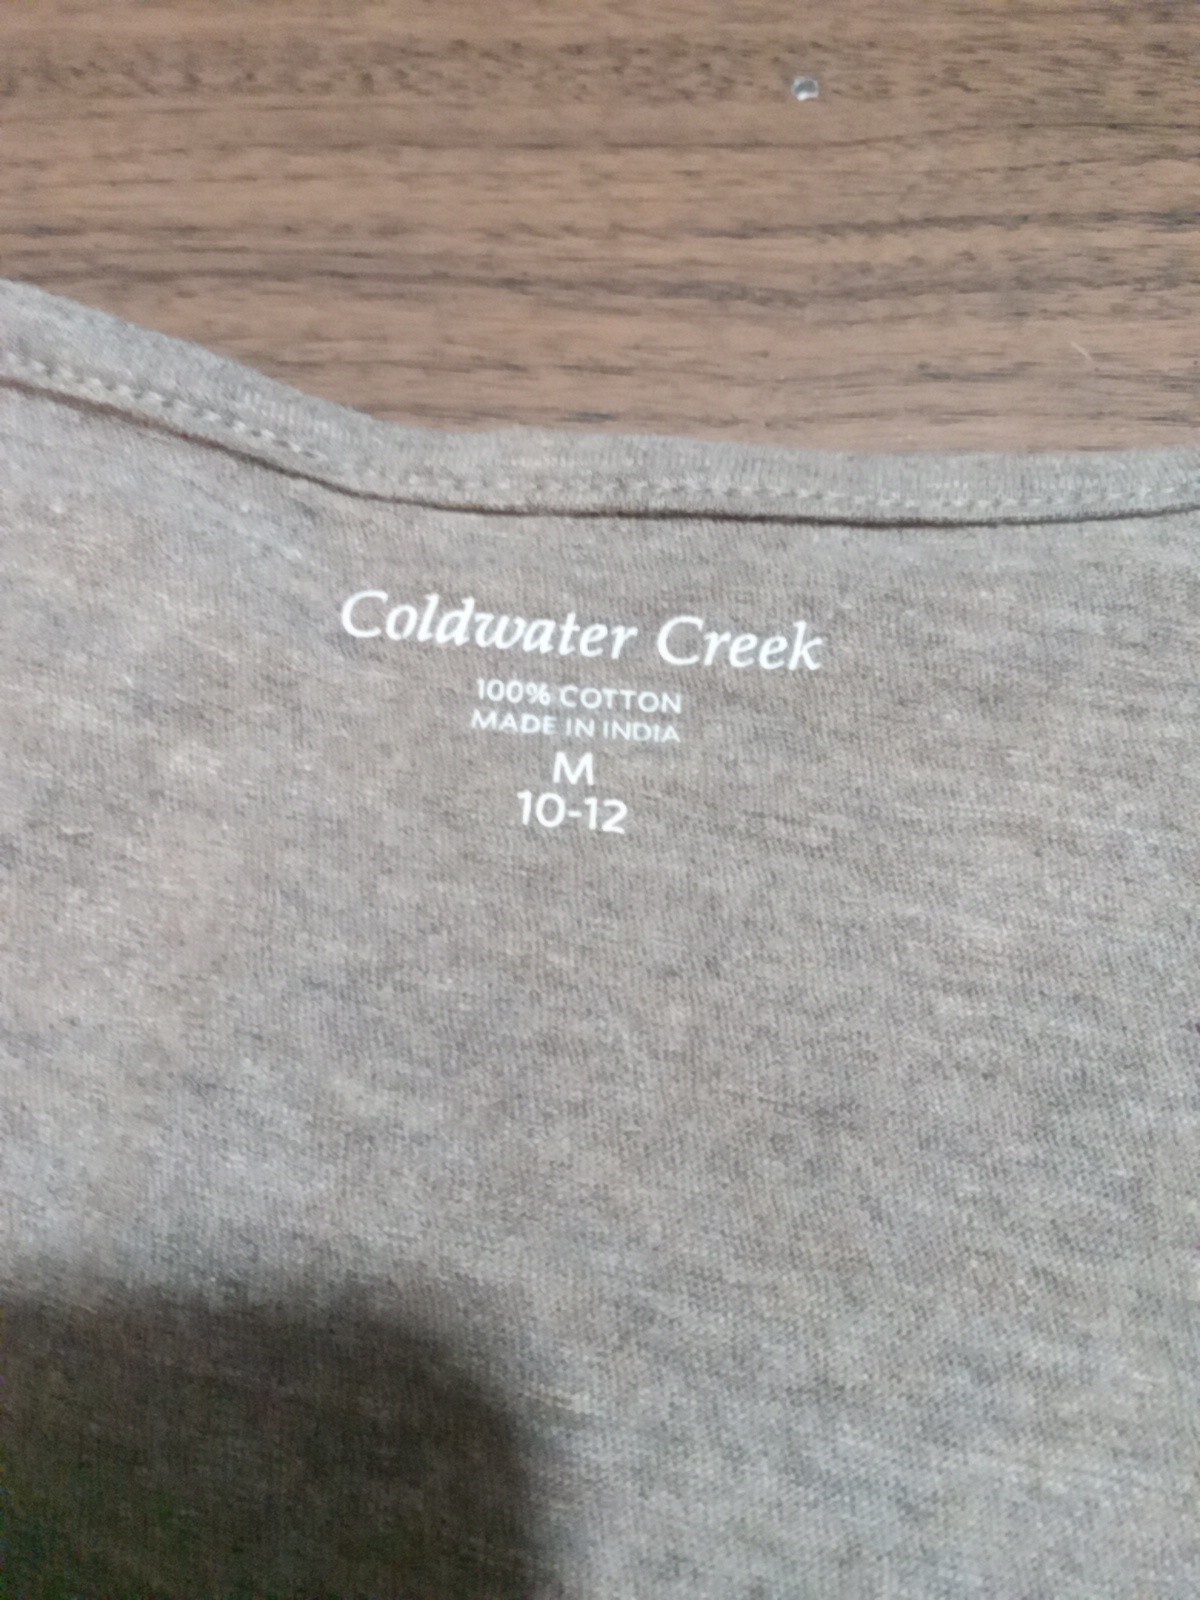 Coldwater Creek
100% COTTON
MADE IN INDIA
M
10-12